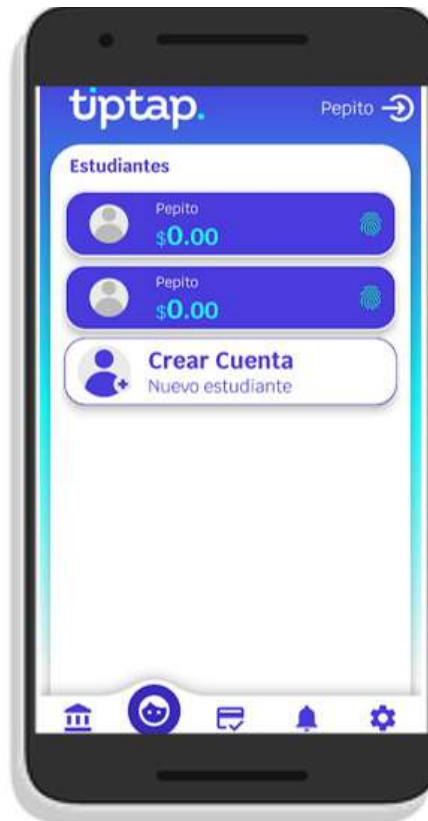 tiptap.
Pepito
Estudiantes
Pepito
$0.00
Pepito
$0.00
Crear Cuenta
Nuevo estudiante